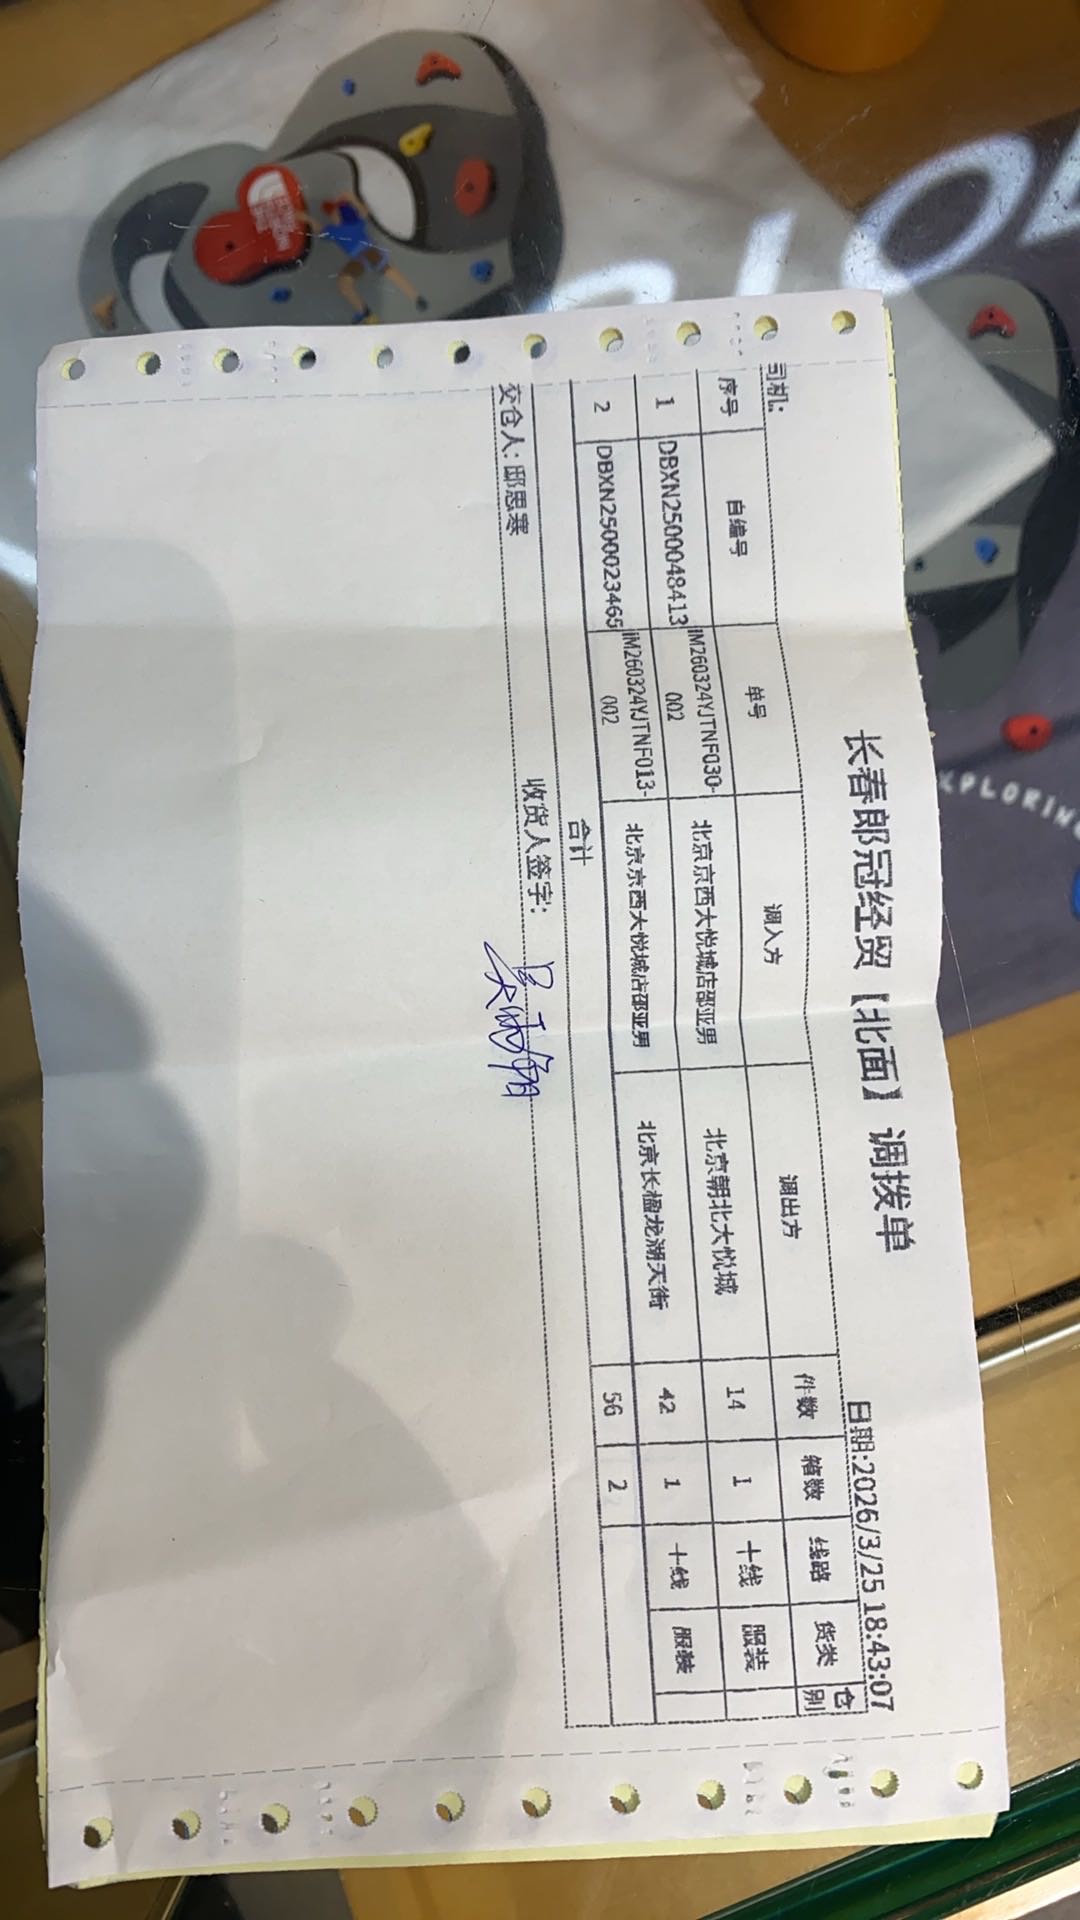 长春郎冠经贸【北面】 调拨单
日期:2026/3/25 18:43:07
司机:
序号 自编号 单号 调入方 调出方 件数 箱数 线路 货类 仓别
1 DBXN2500048413 IM260324YJTNF030-002 北京京西大悦城店邵亚男 北京朝北大悦城 14 1 十线 服装
2 DBXN2500023465 IM260324YJTNF013-002 北京京西大悦城店邵亚男 北京长楹龙湖天街 42 1 十线 服装
合计 56 2
交仓人: 邸思寒 收货人签字:
XPLORING